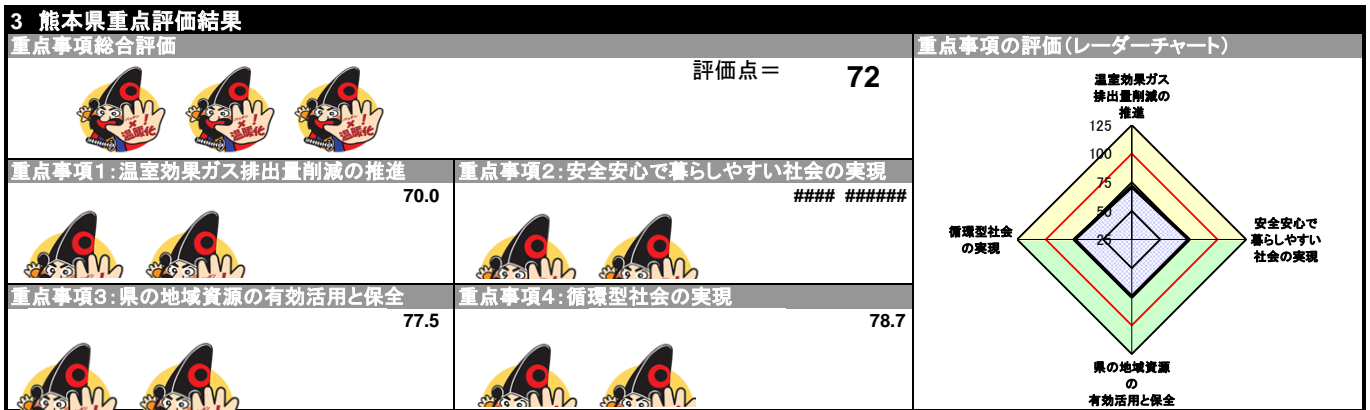 3 熊本県重点評価結果
重点事項総合評価
評価点＝ 72
×!
温暖化
×!
温暖化
×!
温暖化
重点事項1：温室効果ガス排出量削減の推進
70.0
重点事項2：安全安心で暮らしやすい社会の実現
#### ######
重点事項3：県の地域資源の有効活用と保全
77.5
重点事項4：循環型社会の実現
78.7
重点事項の評価（レーダーチャート）
温室効果ガス
排出量削減の
推進
125
100
75
50
25
循環型社会
の実現
安全安心で
暮らしやすい
社会の実現
県の地域資源
の
有効活用と保全